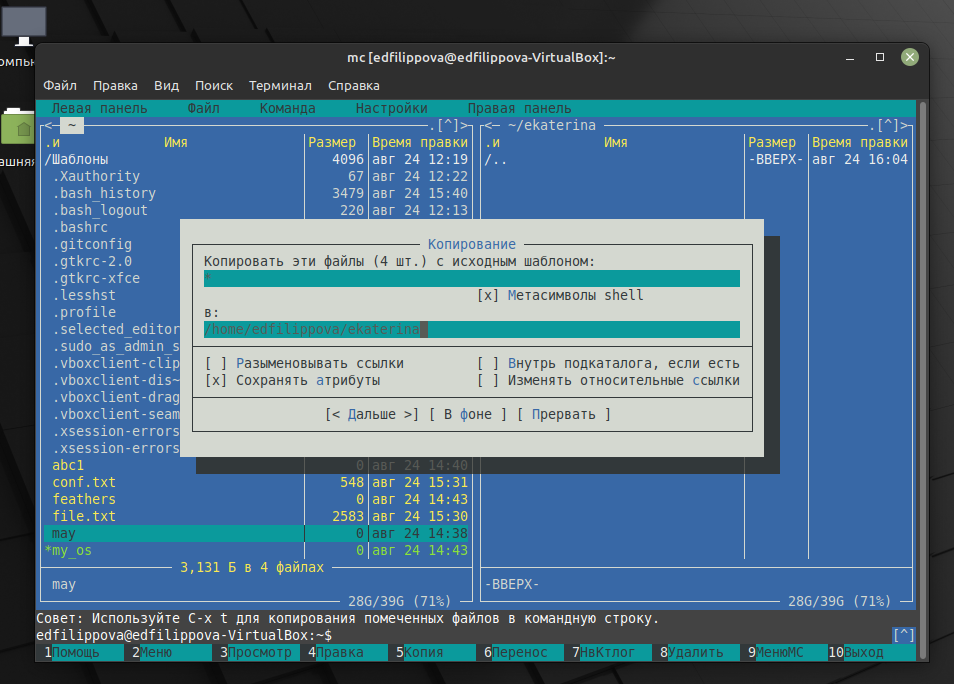 омпьн
ашняя
mc [edfilippova@edfilippova-VirtualBox]:~
Файл Правка Вид Поиск Терминал Справка
Левая панель Файл Команда Настройки Правая панель
<─ ~ .[^]> <─ ~/ekaterina .[^]>
.и Имя Размер Время правки .и Имя Размер Время правки
/Шаблоны 4096 авг 24 12:19 /.. -ВВЕРХ- авг 24 16:04
.Xauthority 67 авг 24 12:22
.bash_history 3479 авг 24 15:40
.bash_logout 220 авг 24 12:13
.bashrc
.gitconfig
.gtkrc-2.0
.gtkrc-xfce
.lesshst
.profile
.selected_editor
.sudo_as_admin_s
.vboxclient-clip
.vboxclient-dis~
.vboxclient-drag
.vboxclient-seam
.xsession-errors
.xsession-errors
abc1 0 авг 24 14:40
conf.txt 548 авг 24 15:31
feathers 0 авг 24 14:43
file.txt 2583 авг 24 15:30
may 0 авг 24 14:38
*my_os 0 авг 24 14:43
3,131 Б в 4 файлах
may -ВВЕРХ-
28G/39G (71%) 28G/39G (71%)
Копирование
Копировать эти файлы (4 шт.) с исходным шаблоном:
*
[x] Метасимволы shell
в:
/home/edfilippova/ekaterina
[ ] Разыменовывать ссылки [ ] Внутрь подкаталога, если есть
[x] Сохранять атрибуты [ ] Изменять относительные ссылки
[< Дальше >] [ В фоне ] [ Прервать ]
Совет: Используйте C-x t для копирования помеченных файлов в командную строку.
edfilippova@edfilippova-VirtualBox:~$ [^]
1Помощь 2Меню 3Просмотр 4Правка 5Копия 6Перенос 7НвКтлог 8Удалить 9МенюMC 10Выход